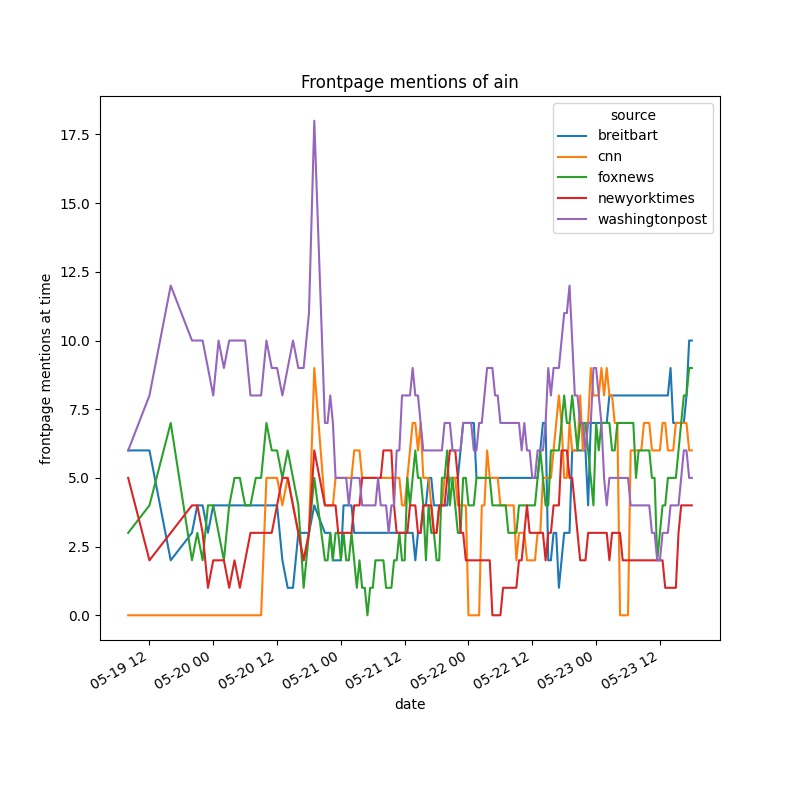 Frontpage mentions of ain
source
breitbart
cnn
foxnews
newyorktimes
washingtonpost
frontpage mentions at time
17.5
15.0
12.5
10.0
7.5
5.0
2.5
0.0
05-19 12
05-20 00
05-20 12
05-21 00
05-21 12
05-22 00
05-22 12
05-23 00
05-23 12
date